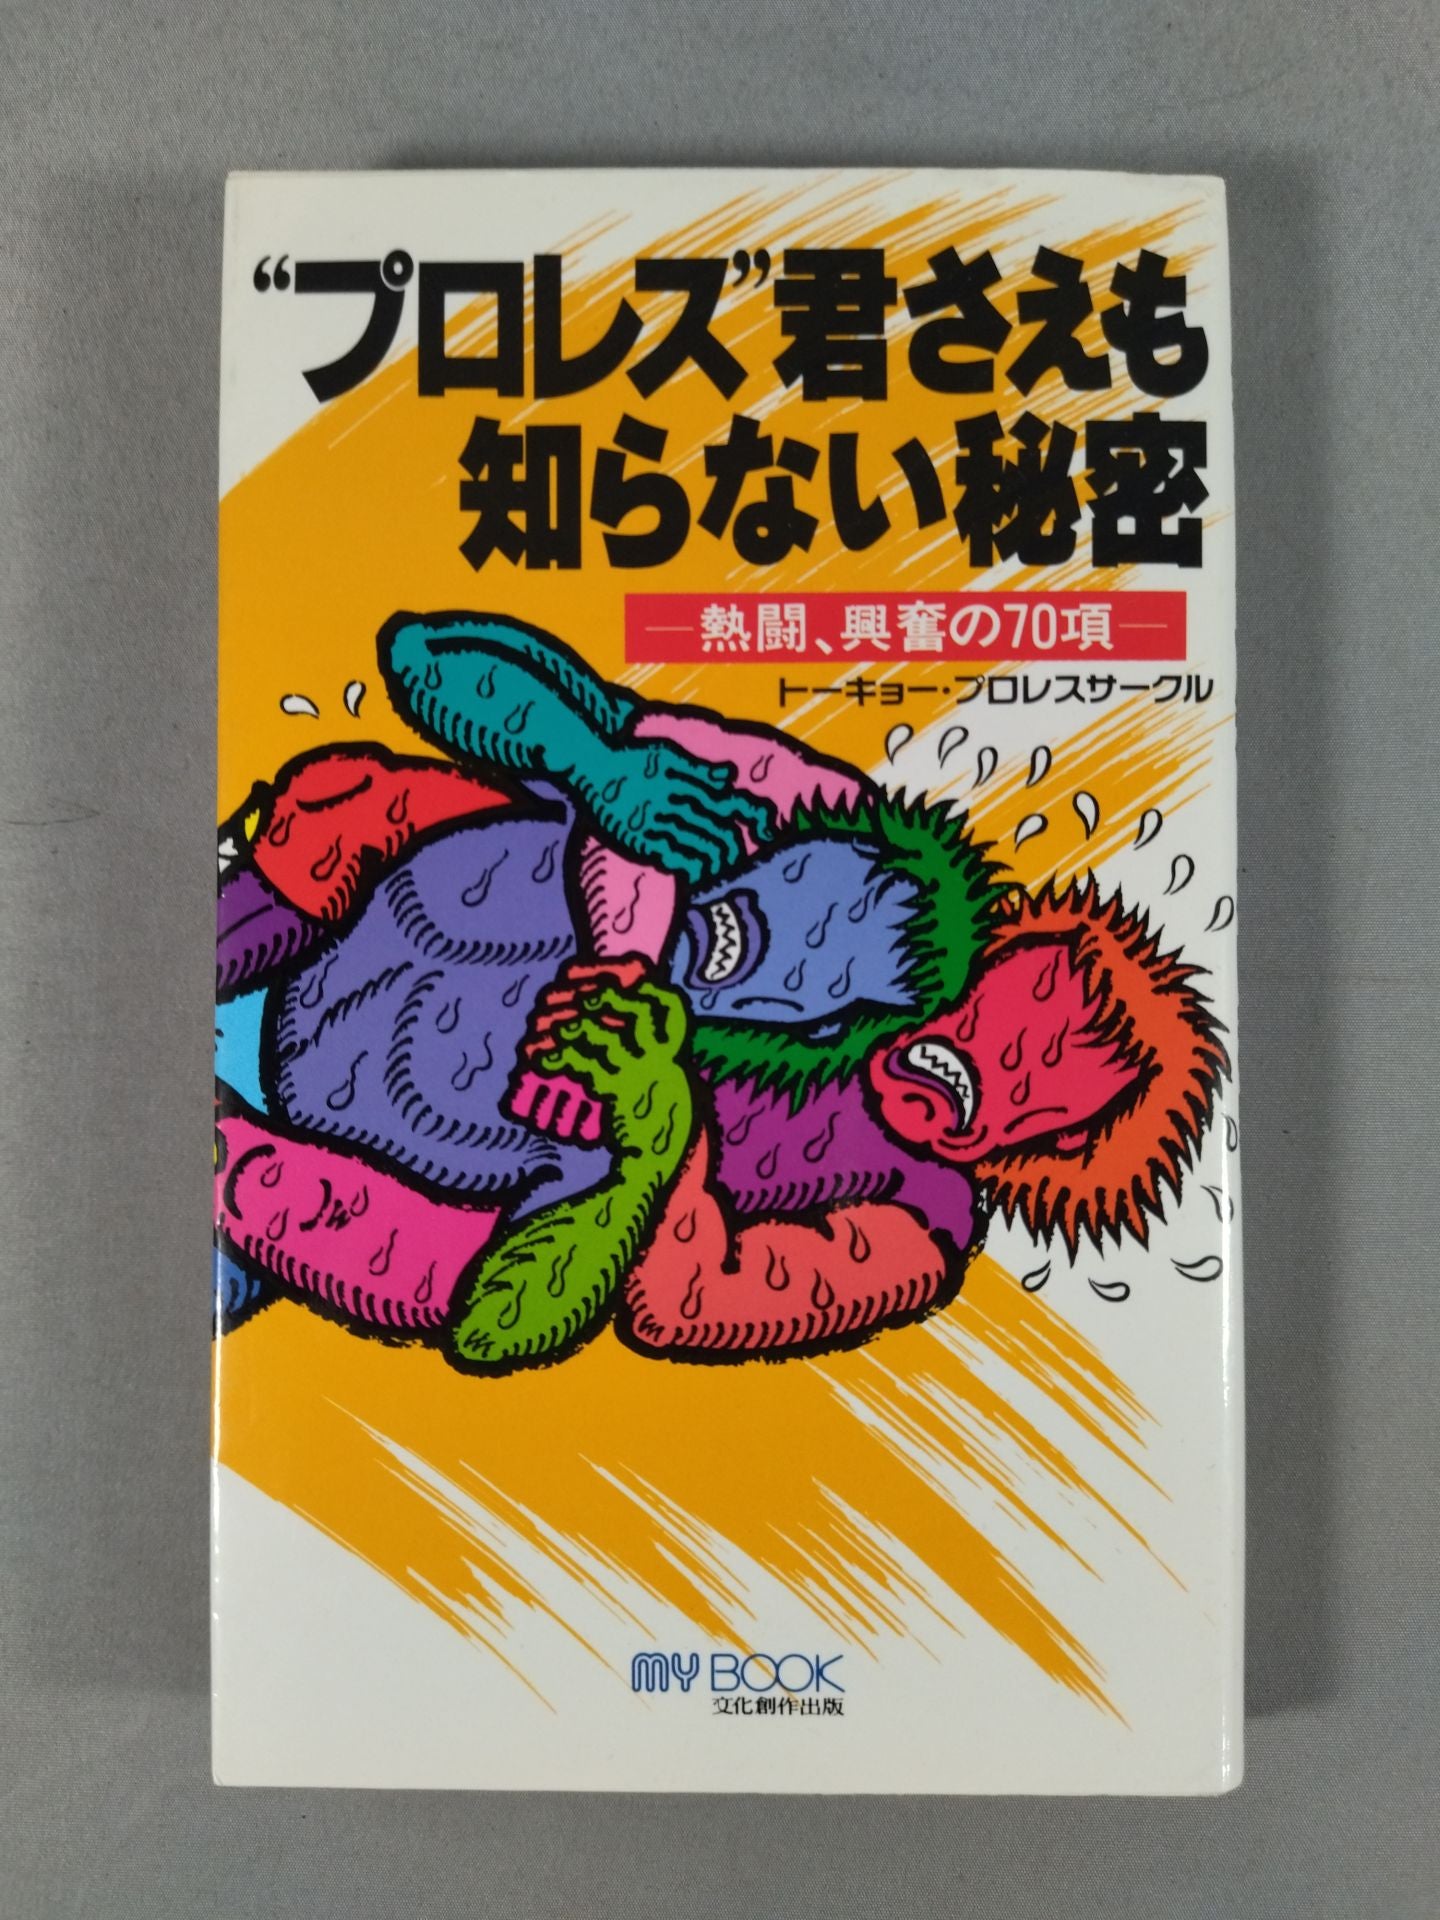 “プロレス”君さえも
知らない秘密
—熱闘、興奮の70項—
トーキョー・プロレスサークル
MY BOOK
文化創作出版